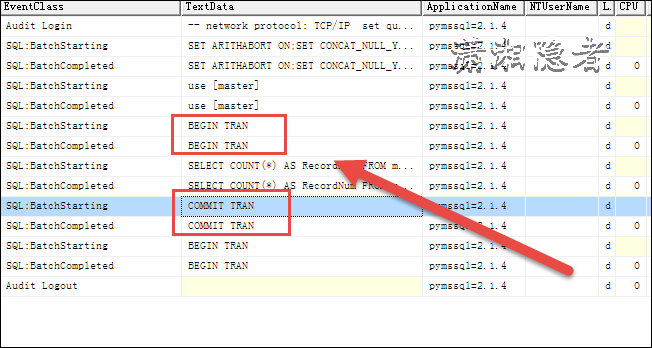 EventClass TextData ApplicationName NTUserName L. CPU
Audit Login -- network protocol: TCP/IP set qu... pymssql=2.1.4 d
SQL:BatchStarting SET ARITHABORT ON;SET CONCAT_NULL_Y... pymssql=2.1.4 d
SQL:BatchCompleted SET ARITHABORT ON;SET CONCAT_NULL_Y... pymssql=2.1.4 d 0
SQL:BatchStarting use [master] pymssql=2.1.4 d
SQL:BatchCompleted use [master] pymssql=2.1.4 d 0
SQL:BatchStarting BEGIN TRAN pymssql=2.1.4 d
SQL:BatchCompleted BEGIN TRAN pymssql=2.1.4 d 0
SQL:BatchStarting SELECT COUNT(*) AS FROM m... pymssql=2.1.4 d
SQL:BatchCompleted SELECT COUNT(*) AS RecordNum FROM m... pymssql=2.1.4 d 0
SQL:BatchStarting COMMIT TRAN pymssql=2.1.4 d
SQL:BatchCompleted COMMIT TRAN pymssql=2.1.4 d 0
SQL:BatchStarting BEGIN TRAN pymssql=2.1.4 d
SQL:BatchCompleted BEGIN TRAN pymssql=2.1.4 d 0
Audit Logout pymssql=2.1.4 d 0
潇湘隐者